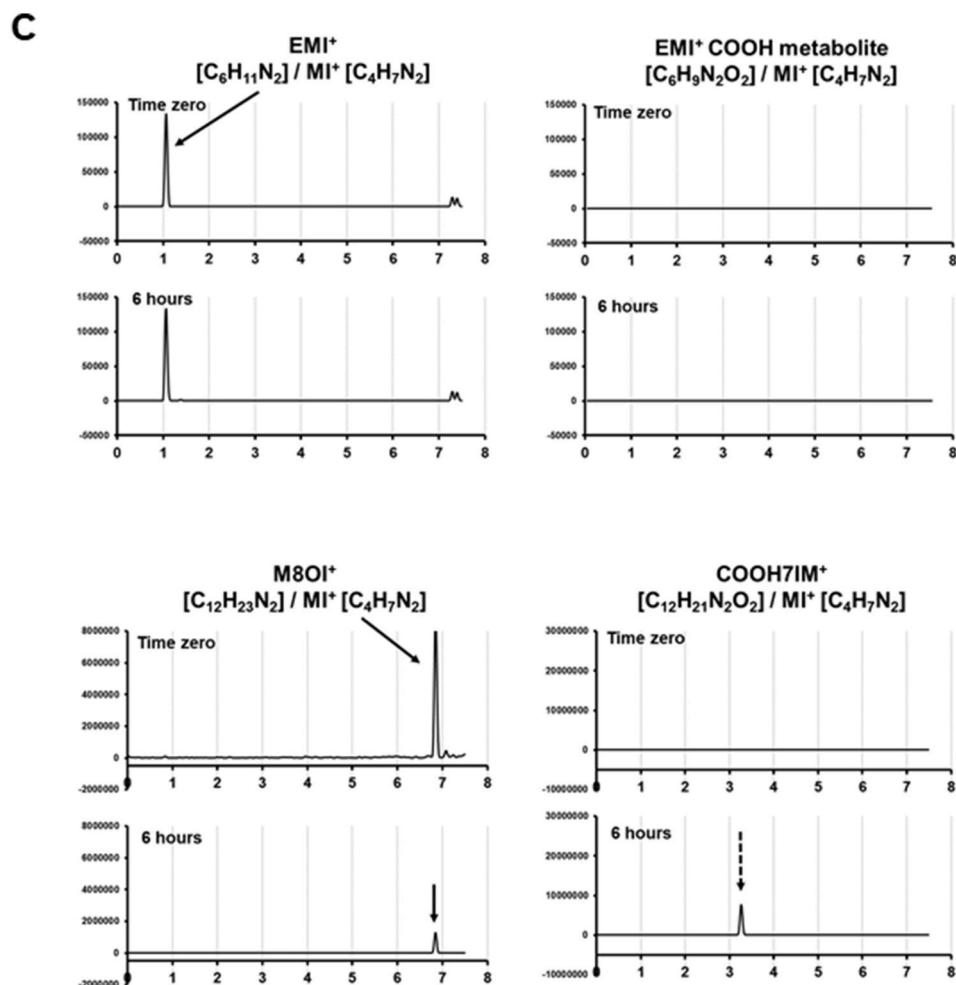 C
EMI⁺
[C₆H₁₁N₂] / MI⁺ [C₄H₇N₂]
Time zero
150000
100000
50000
0
-50000
0 1 2 3 4 5 6 7 8
6 hours
150000
100000
50000
0
-50000
0 1 2 3 4 5 6 7 8
EMI⁺ COOH metabolite
[C₆H₉N₂O₂] / MI⁺ [C₄H₇N₂]
Time zero
150000
100000
50000
0
-50000
0 1 2 3 4 5 6 7 8
6 hours
150000
100000
50000
0
-50000
0 1 2 3 4 5 6 7 8
M8OI⁺
[C₁₂H₂₃N₂] / MI⁺ [C₄H₇N₂]
Time zero
8000000
6000000
4000000
2000000
0
-2000000
0 1 2 3 4 5 6 7 8
6 hours
8000000
6000000
4000000
2000000
0
-2000000
0 1 2 3 4 5 6 7 8
COOH7IM⁺
[C₁₂H₂₁N₂O₂] / MI⁺ [C₄H₇N₂]
Time zero
30000000
20000000
10000000
0
-10000000
0 1 2 3 4 5 6 7 8
6 hours
30000000
20000000
10000000
0
-10000000
0 1 2 3 4 5 6 7 8